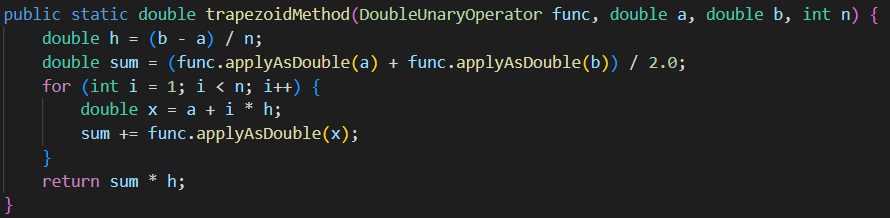 public static double trapezoidMethod(DoubleUnaryOperator func, double a, double b, int n) {
    double h = (b - a) / n;
    double sum = (func.applyAsDouble(a) + func.applyAsDouble(b)) / 2.0;
    for (int i = 1; i < n; i++) {
        double x = a + i * h;
        sum += func.applyAsDouble(x);
    }
    return sum * h;
}